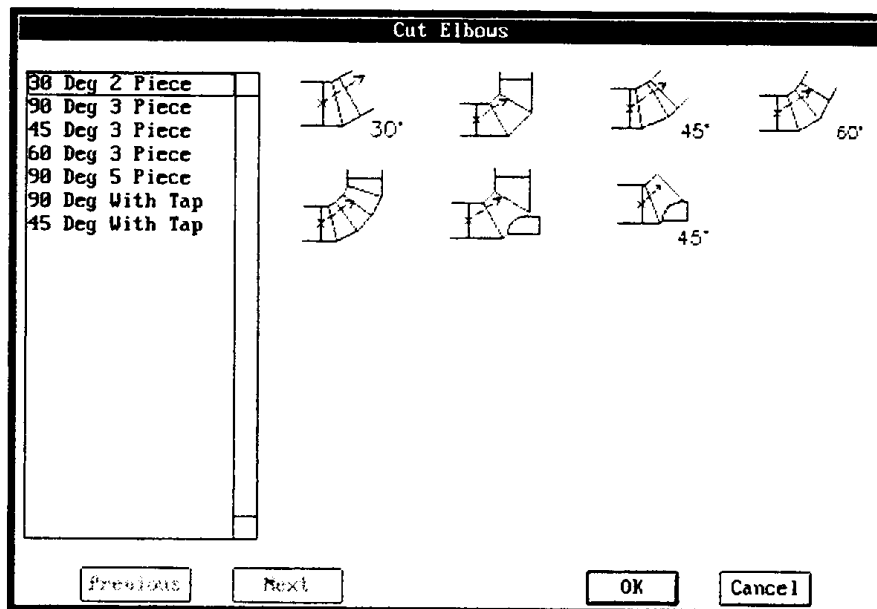 Cut Elbows
30 Deg 2 Piece
90 Deg 3 Piece
45 Deg 3 Piece
60 Deg 3 Piece
90 Deg 5 Piece
90 Deg With Tap
45 Deg With Tap
30°
45°
60°
45°
Previous
Next
OK
Cancel